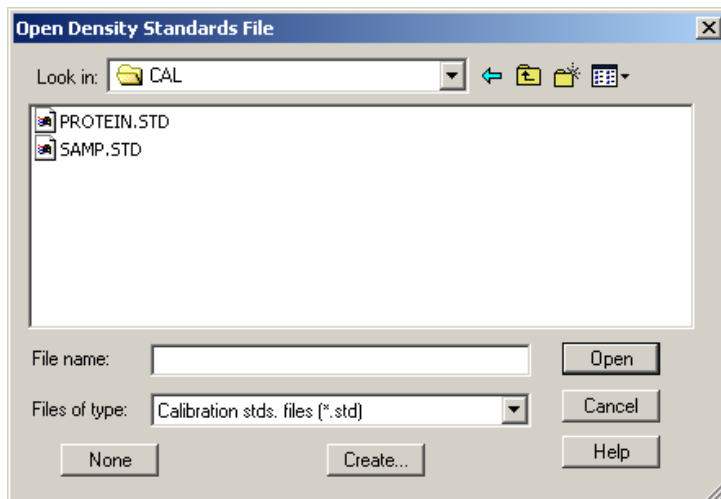 Open Density Standards File
Look in: CAL
PROTEIN.STD
SAMP.STD
File name: Open
Files of type: Calibration stds. files (*.std) Cancel
None Create... Help